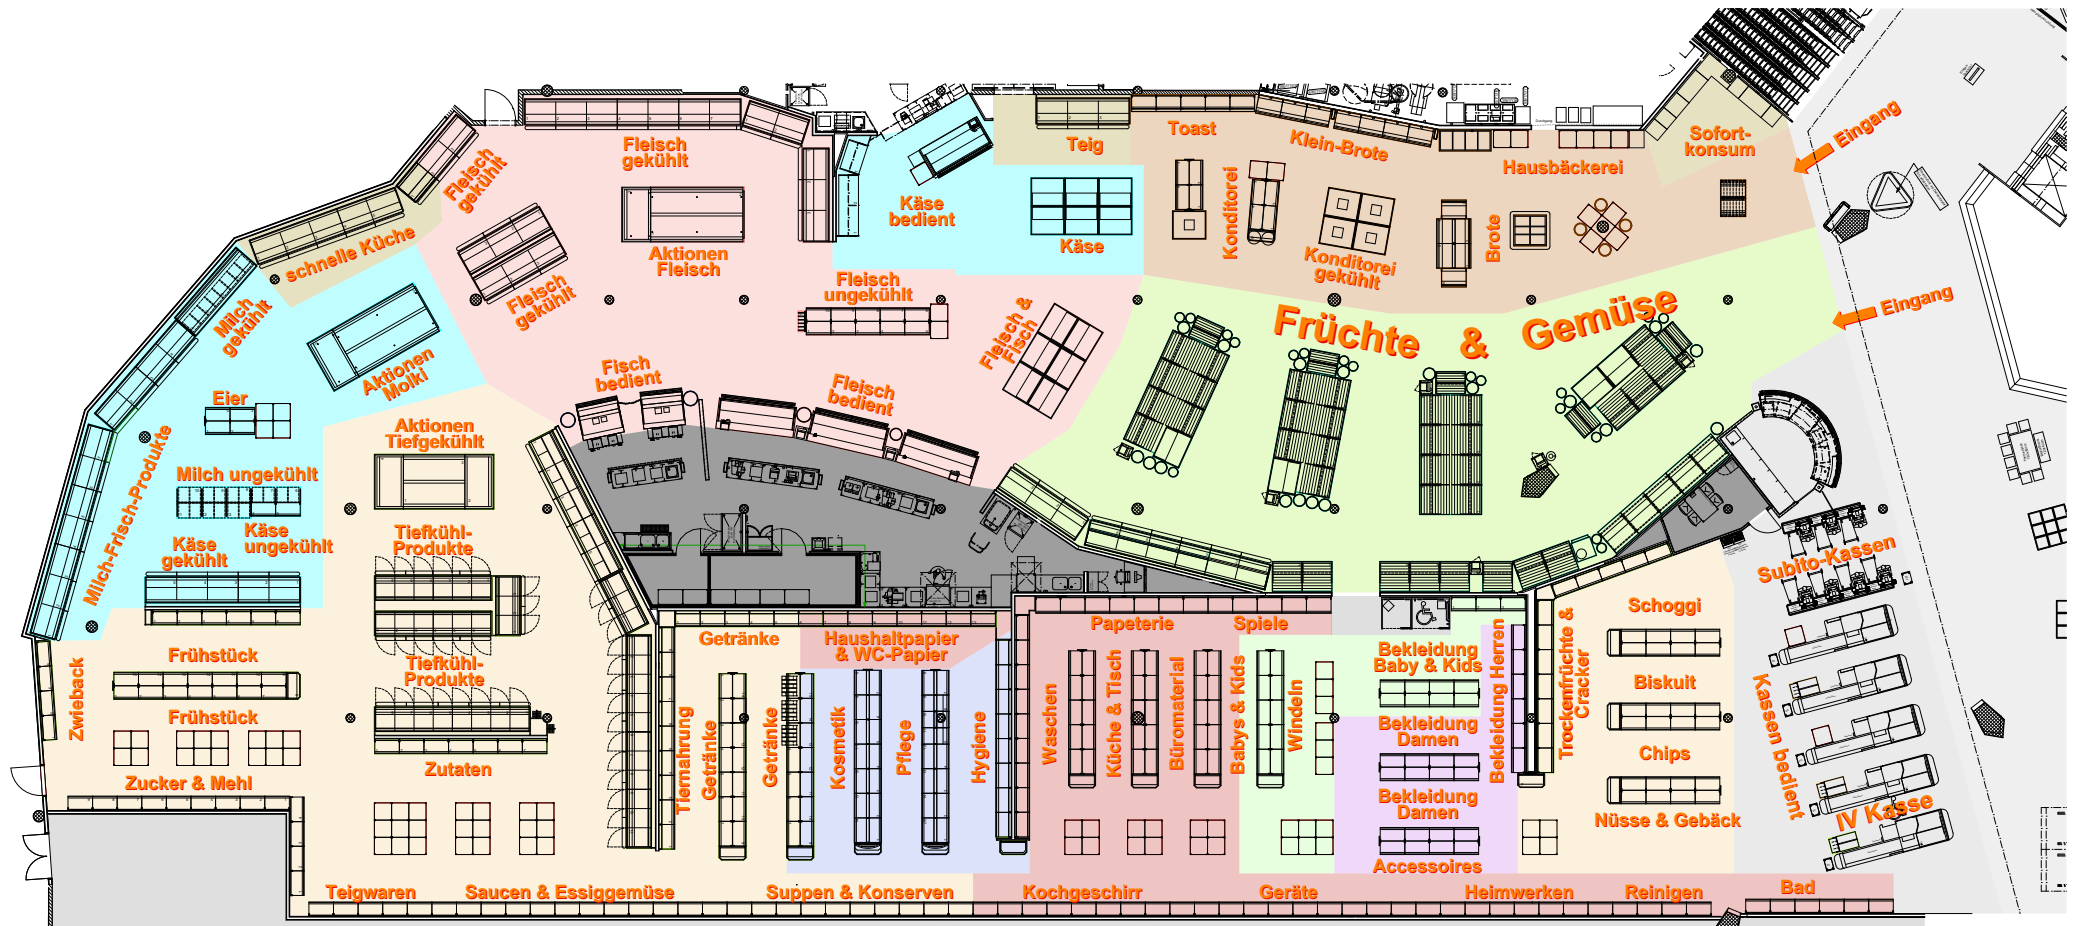 Eingang
Sofort-
konsum
Toast
Klein-Brote
Hausbäckerei
Teig
Fleisch
gekühlt
Fleisch
gekühlt
Käse
bedient
Käse
Konditorei
Konditorei
gekühlt
Brote
schnelle Küche
Aktionen
Fleisch
Fleisch
gekühlt
Fleisch
ungekühlt
Fleisch &
Fisch
Eingang
Früchte & Gemüse
Milch
gekühlt
Aktionen
Molki
Fisch
bedient
Fleisch
bedient
Eier
Aktionen
Tiefgekühlt
Milch-Frisch-Produkte
Milch ungekühlt
Käse
ungekühlt
Käse
gekühlt
Tiefkühl-
Produkte
Subito-Kassen
Frühstück
Zwieback
Frühstück
Tiefkühl-
Produkte
Getränke
Haushaltpapier
& WC-Papier
Papeterie
Spiele
Bekleidung
Baby & Kids
Bekleidung Herren
Trockenfrüchte &
Cracker
Schoggi
Biskuit
Chips
Nüsse & Gebäck
Kassen bedient
IV Kasse
Zucker & Mehl
Zutaten
Tiernahrung
Getränke
Getränke
Kosmetik
Pflege
Hygiene
Waschen
Küche & Tisch
Büromaterial
Babys & Kids
Windeln
Bekleidung
Damen
Bekleidung
Damen
Accessoires
Teigwaren
Saucen & Essiggemüse
Suppen & Konserven
Kochgeschirr
Geräte
Heimwerken
Reinigen
Bad